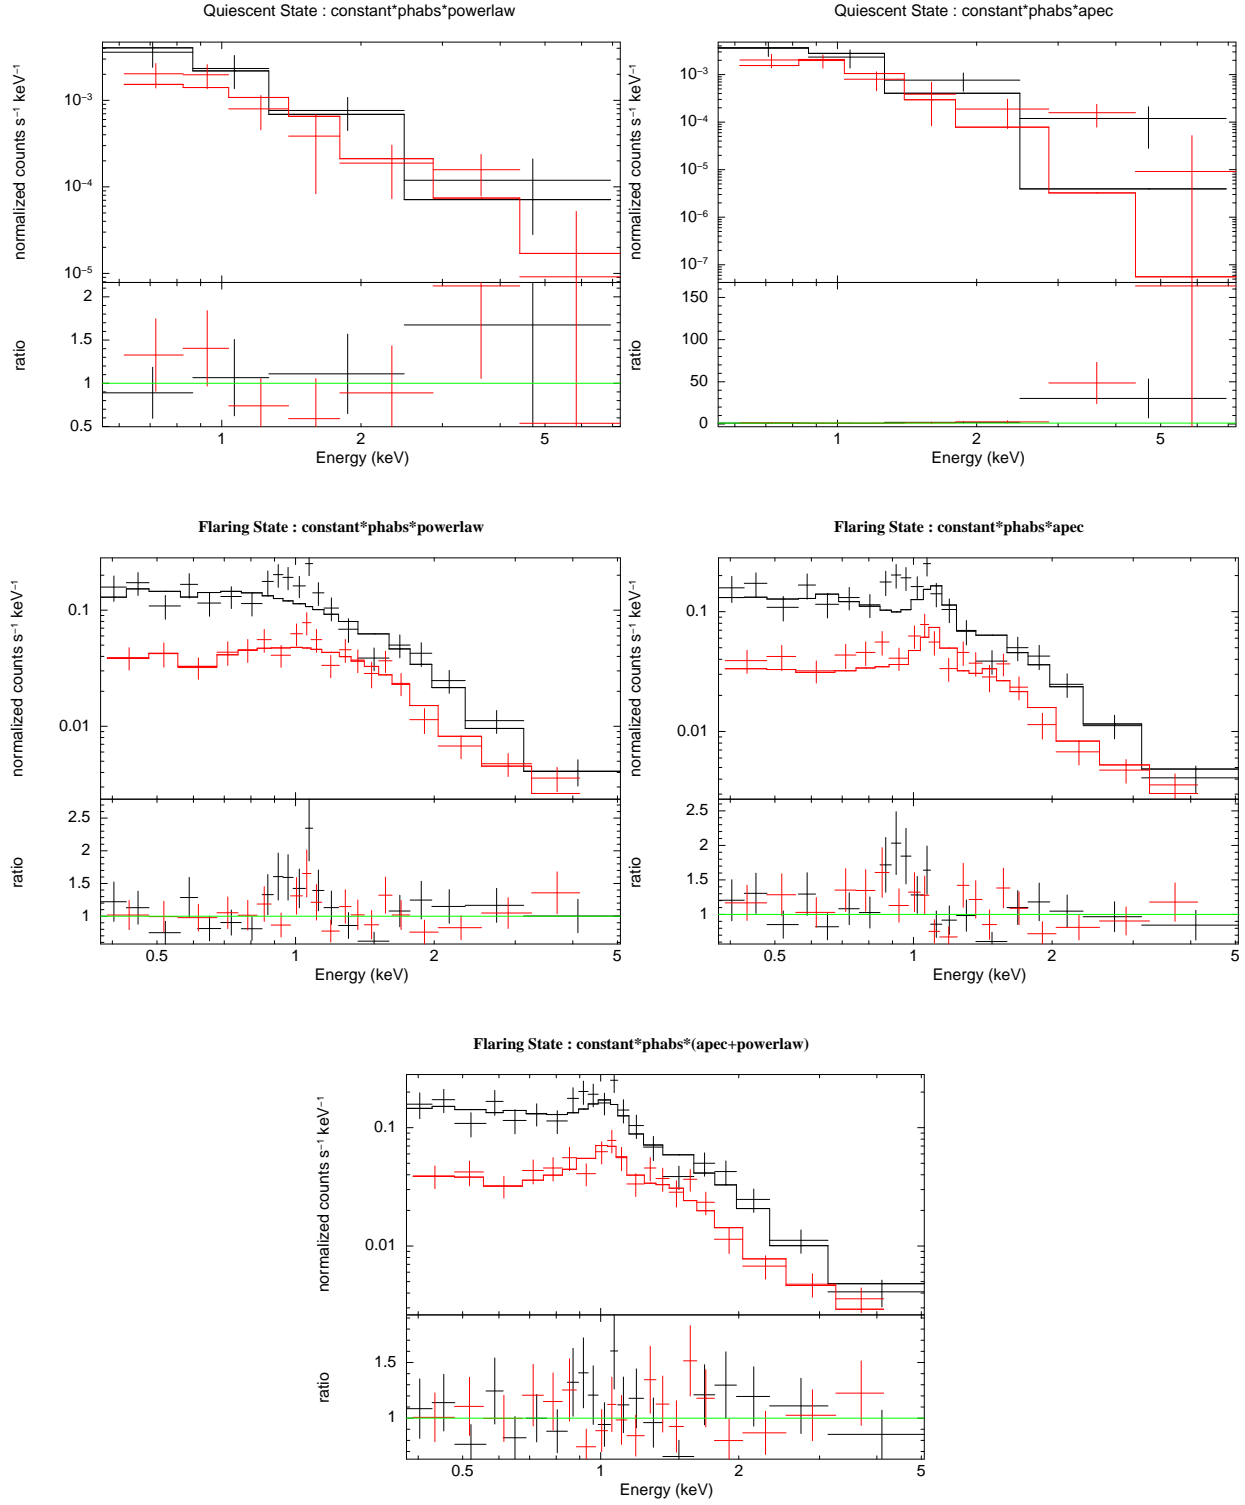 Quiescent State : constant*phabs*powerlaw
normalized counts s⁻¹ keV⁻¹
10⁻³
10⁻⁴
10⁻⁵
ratio
2
1.5
1
0.5
1
2
5
Energy (keV)
Quiescent State : constant*phabs*apec
normalized counts s⁻¹ keV⁻¹
10⁻³
10⁻⁴
10⁻⁵
10⁻⁶
10⁻⁷
ratio
150
100
50
0
1
2
5
Energy (keV)
Flaring State : constant*phabs*powerlaw
normalized counts s⁻¹ keV⁻¹
0.1
0.01
ratio
2.5
2
1.5
1
0.5
1
2
5
Energy (keV)
Flaring State : constant*phabs*apec
normalized counts s⁻¹ keV⁻¹
0.1
0.01
ratio
2.5
2
1.5
1
0.5
1
2
5
Energy (keV)
Flaring State : constant*phabs*(apec+powerlaw)
normalized counts s⁻¹ keV⁻¹
0.1
0.01
ratio
1.5
1
0.5
1
2
5
Energy (keV)